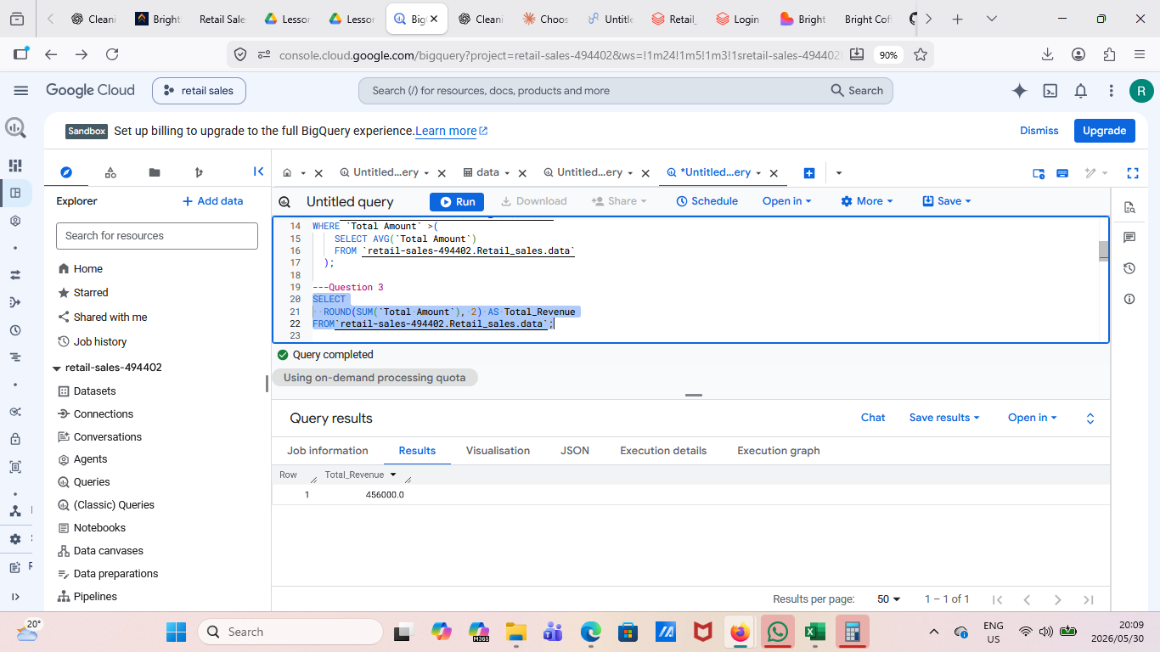 Cleani
Bright
Retail Sale
Lesson
Lesso
Big
Cleani
Choos
Untitle
Retail_
Login
Bright
Bright Cof
console.cloud.google.com/bigquery?project=retail-sales-494402&ws=!1m24!1m5!1m3!1sretail-sales-494402
90%
Google Cloud
retail sales
Search (/) for resources, docs, products and more
Search
R
Sandbox Set up billing to upgrade to the full BigQuery experience. Learn more
Dismiss
Upgrade
Untitled...ery
data
Untitled...ery
*Untitled...ery
Explorer
+ Add data
Untitled query
Run
Download
Share
Schedule
Open in
More
Save
Search for resources
Home
Starred
Shared with me
Job history
retail-sales-494402
Datasets
Connections
Conversations
Agents
Queries
(Classic) Queries
Notebooks
Data canvases
Data preparations
Pipelines
14 WHERE `Total Amount` >(
15 SELECT AVG(`Total Amount`)
16 FROM `retail-sales-494402.Retail_sales.data`
17 );
18
19 ---Question 3
20 SELECT
21 ROUND(SUM(`Total Amount`), 2) AS Total_Revenue
22 FROM`retail-sales-494402.Retail_sales.data`;
23
Query completed
Using on-demand processing quota
Query results
Chat
Save results
Open in
Job information
Results
Visualisation
JSON
Execution details
Execution graph
Row Total_Revenue
1 456000.0
Results per page: 50 1 – 1 of 1
20°
Search
ENG
US
20:09
2026/05/30